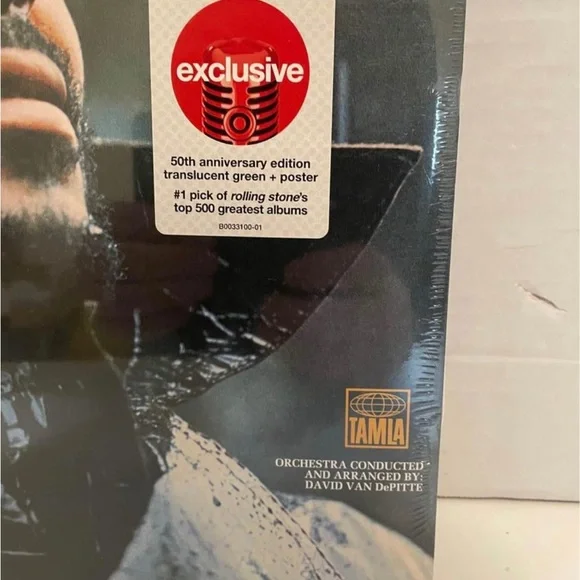 exclusive
50th anniversary edition
translucent green + poster
#1 pick of rolling stone's
top 500 greatest albums
B0033100-01
TAMLA
ORCHESTRA CONDUCTED
AND ARRANGED BY:
DAVID VAN DePITTE